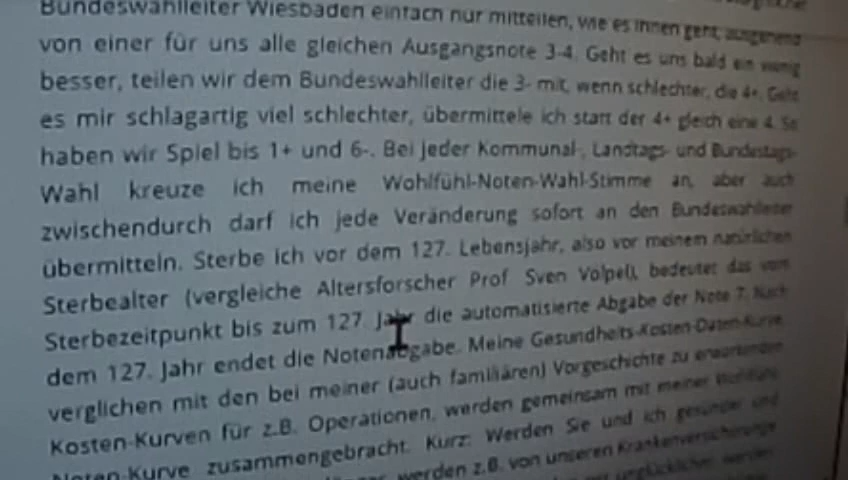 Bundeswahlleiter Wiesbaden einfach nur mitteilen, wie es Ihnen geht, ausgehend
von einer für uns alle gleichen Ausgangsnote 3-4. Geht es uns bald ein wenig
besser, teilen wir dem Bundeswahlleiter die 3- mit, wenn schlechter, die 4+. Geht
es mir schlagartig viel schlechter, übermittele ich statt der 4+ gleich eine 4. So
haben wir Spiel bis 1+ und 6-. Bei jeder Kommunal-, Landtags- und Bundestags-
Wahl kreuze ich meine Wohlfühl-Noten-Wahl-Stimme an, aber auch
zwischendurch darf ich jede Veränderung sofort an den Bundeswahlleiter
übermitteln. Sterbe ich vor dem 127. Lebensjahr, also vor meinem natürlichen
Sterbealter (vergleiche Altersforscher Prof Sven Völpel), bedeutet das vom
Sterbezeitpunkt bis zum 127. Jahr die automatisierte Abgabe der Note 7. Nach
dem 127. Jahr endet die Notenabgabe. Meine Gesundheits-Kosten-Daten-Kurve
verglichen mit den bei meiner (auch familiären) Vorgeschichte zu erwartenden
Kosten-Kurven für z.B. Operationen, werden gemeinsam mit meiner Wohlfühl-
Noten-Kurve zusammengebracht. Kurz: Werden Sie und ich gesünder und
werden z.B. von unseren Krankenversicherung
unglücklicher werden